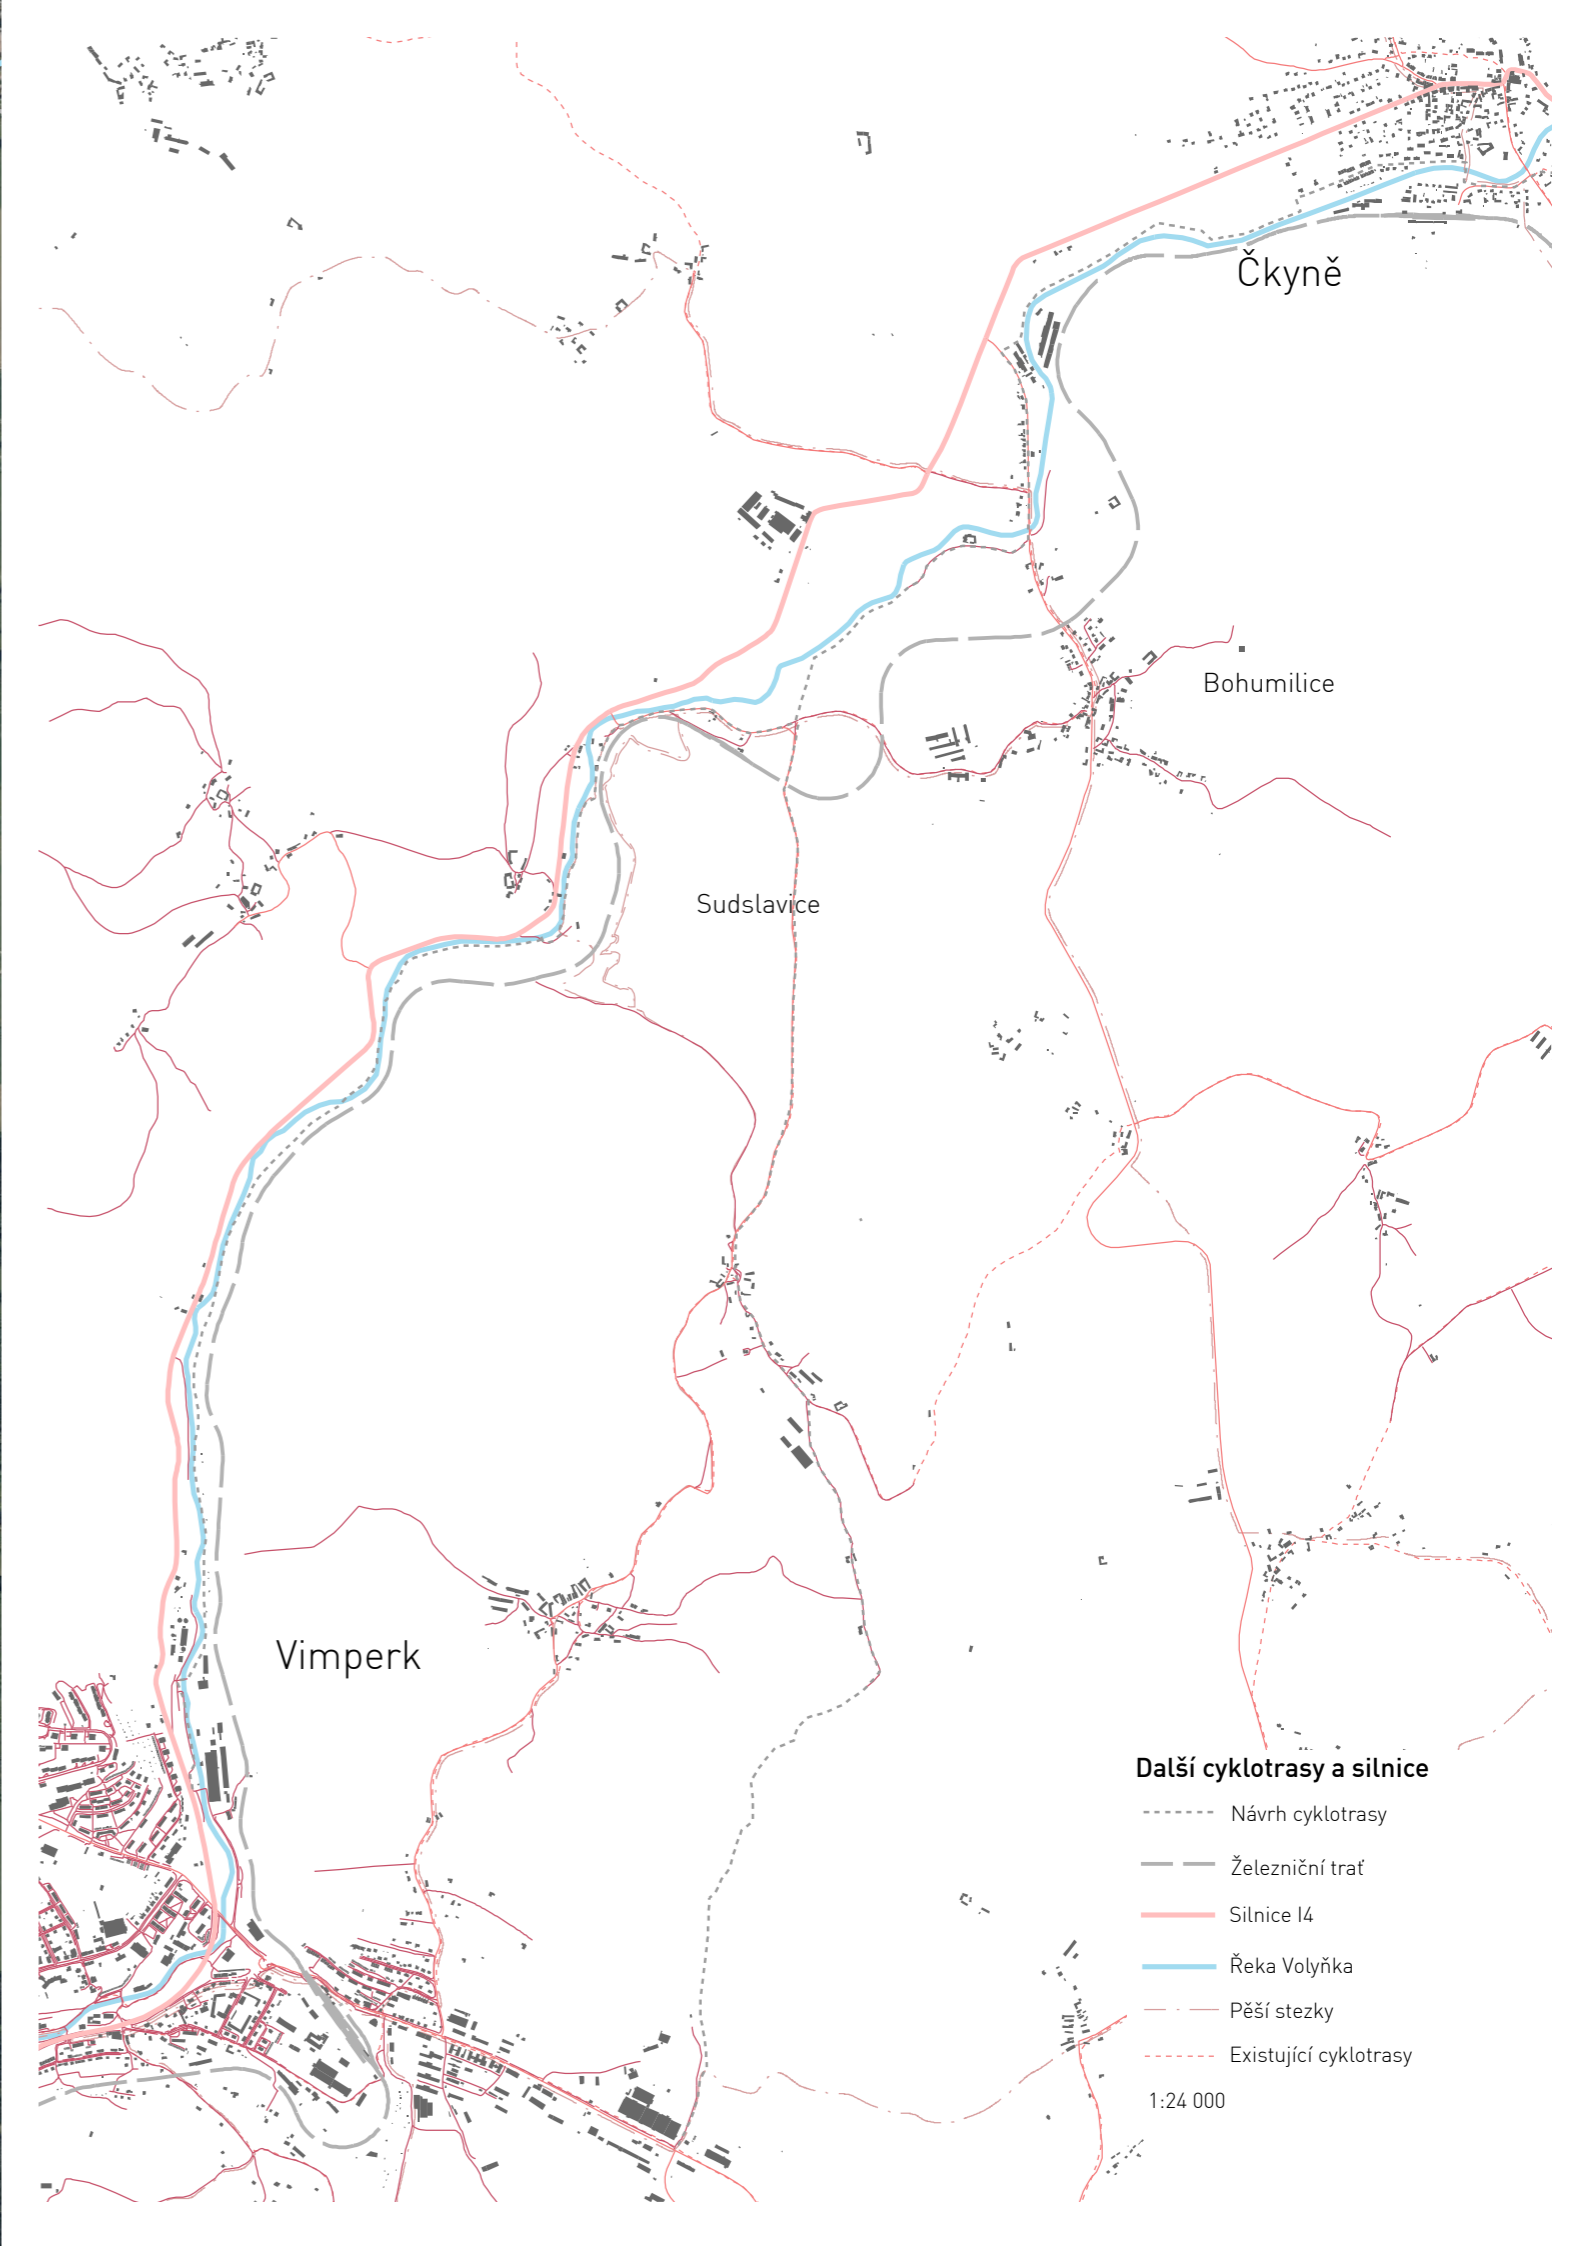 Čkyně
Bohumilice
Sudslavice
Vimperk
Další cyklotrasy a silnice
Návrh cyklotrasy
Železniční trať
Silnice I4
Řeka Volyňka
Pěší stezky
Existující cyklotrasy
1:24 000